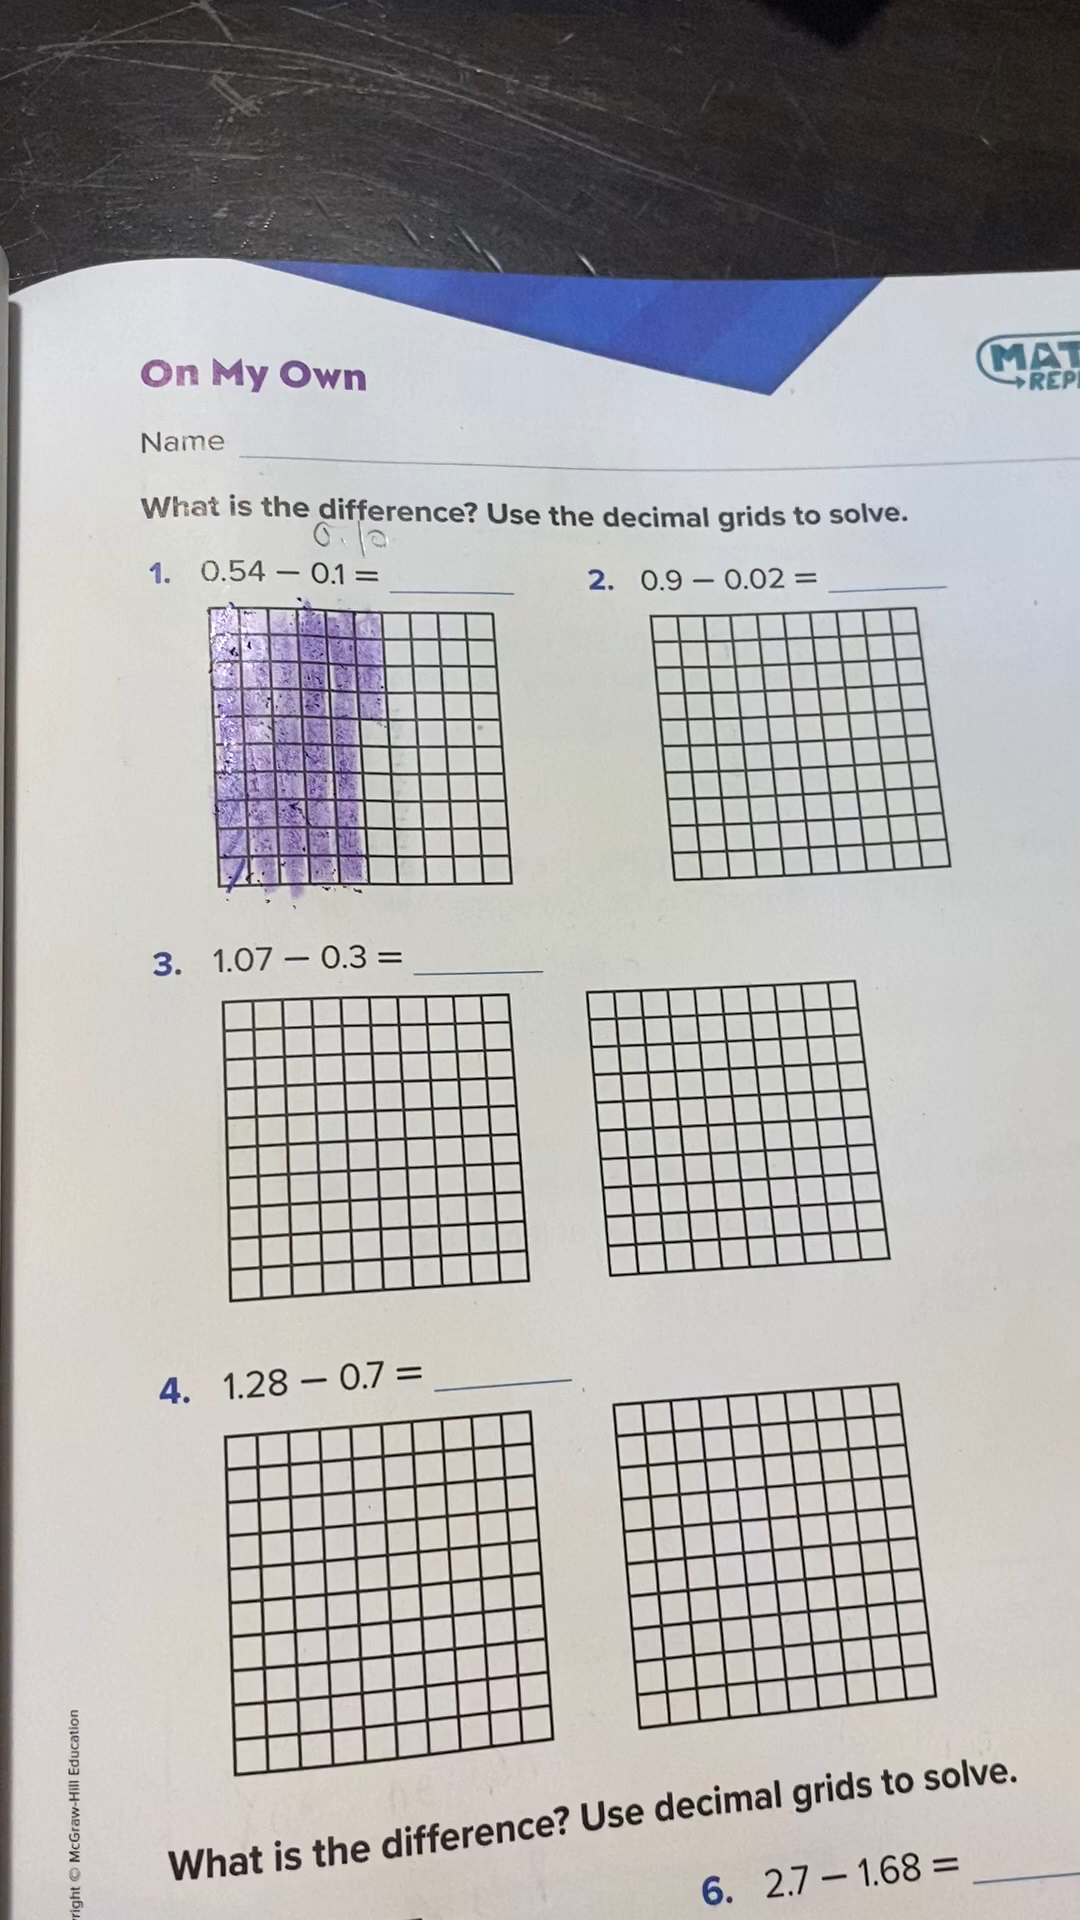 MAT
REP
On My Own
Name
What is the difference? Use the decimal grids to solve.
0.10
1. 0.54 − 0.1 =
2. 0.9 − 0.02 =
3. 1.07 − 0.3 =
4. 1.28 − 0.7 =
What is the difference? Use decimal grids to solve.
6. 2.7 − 1.68 =
right © McGraw-Hill Education